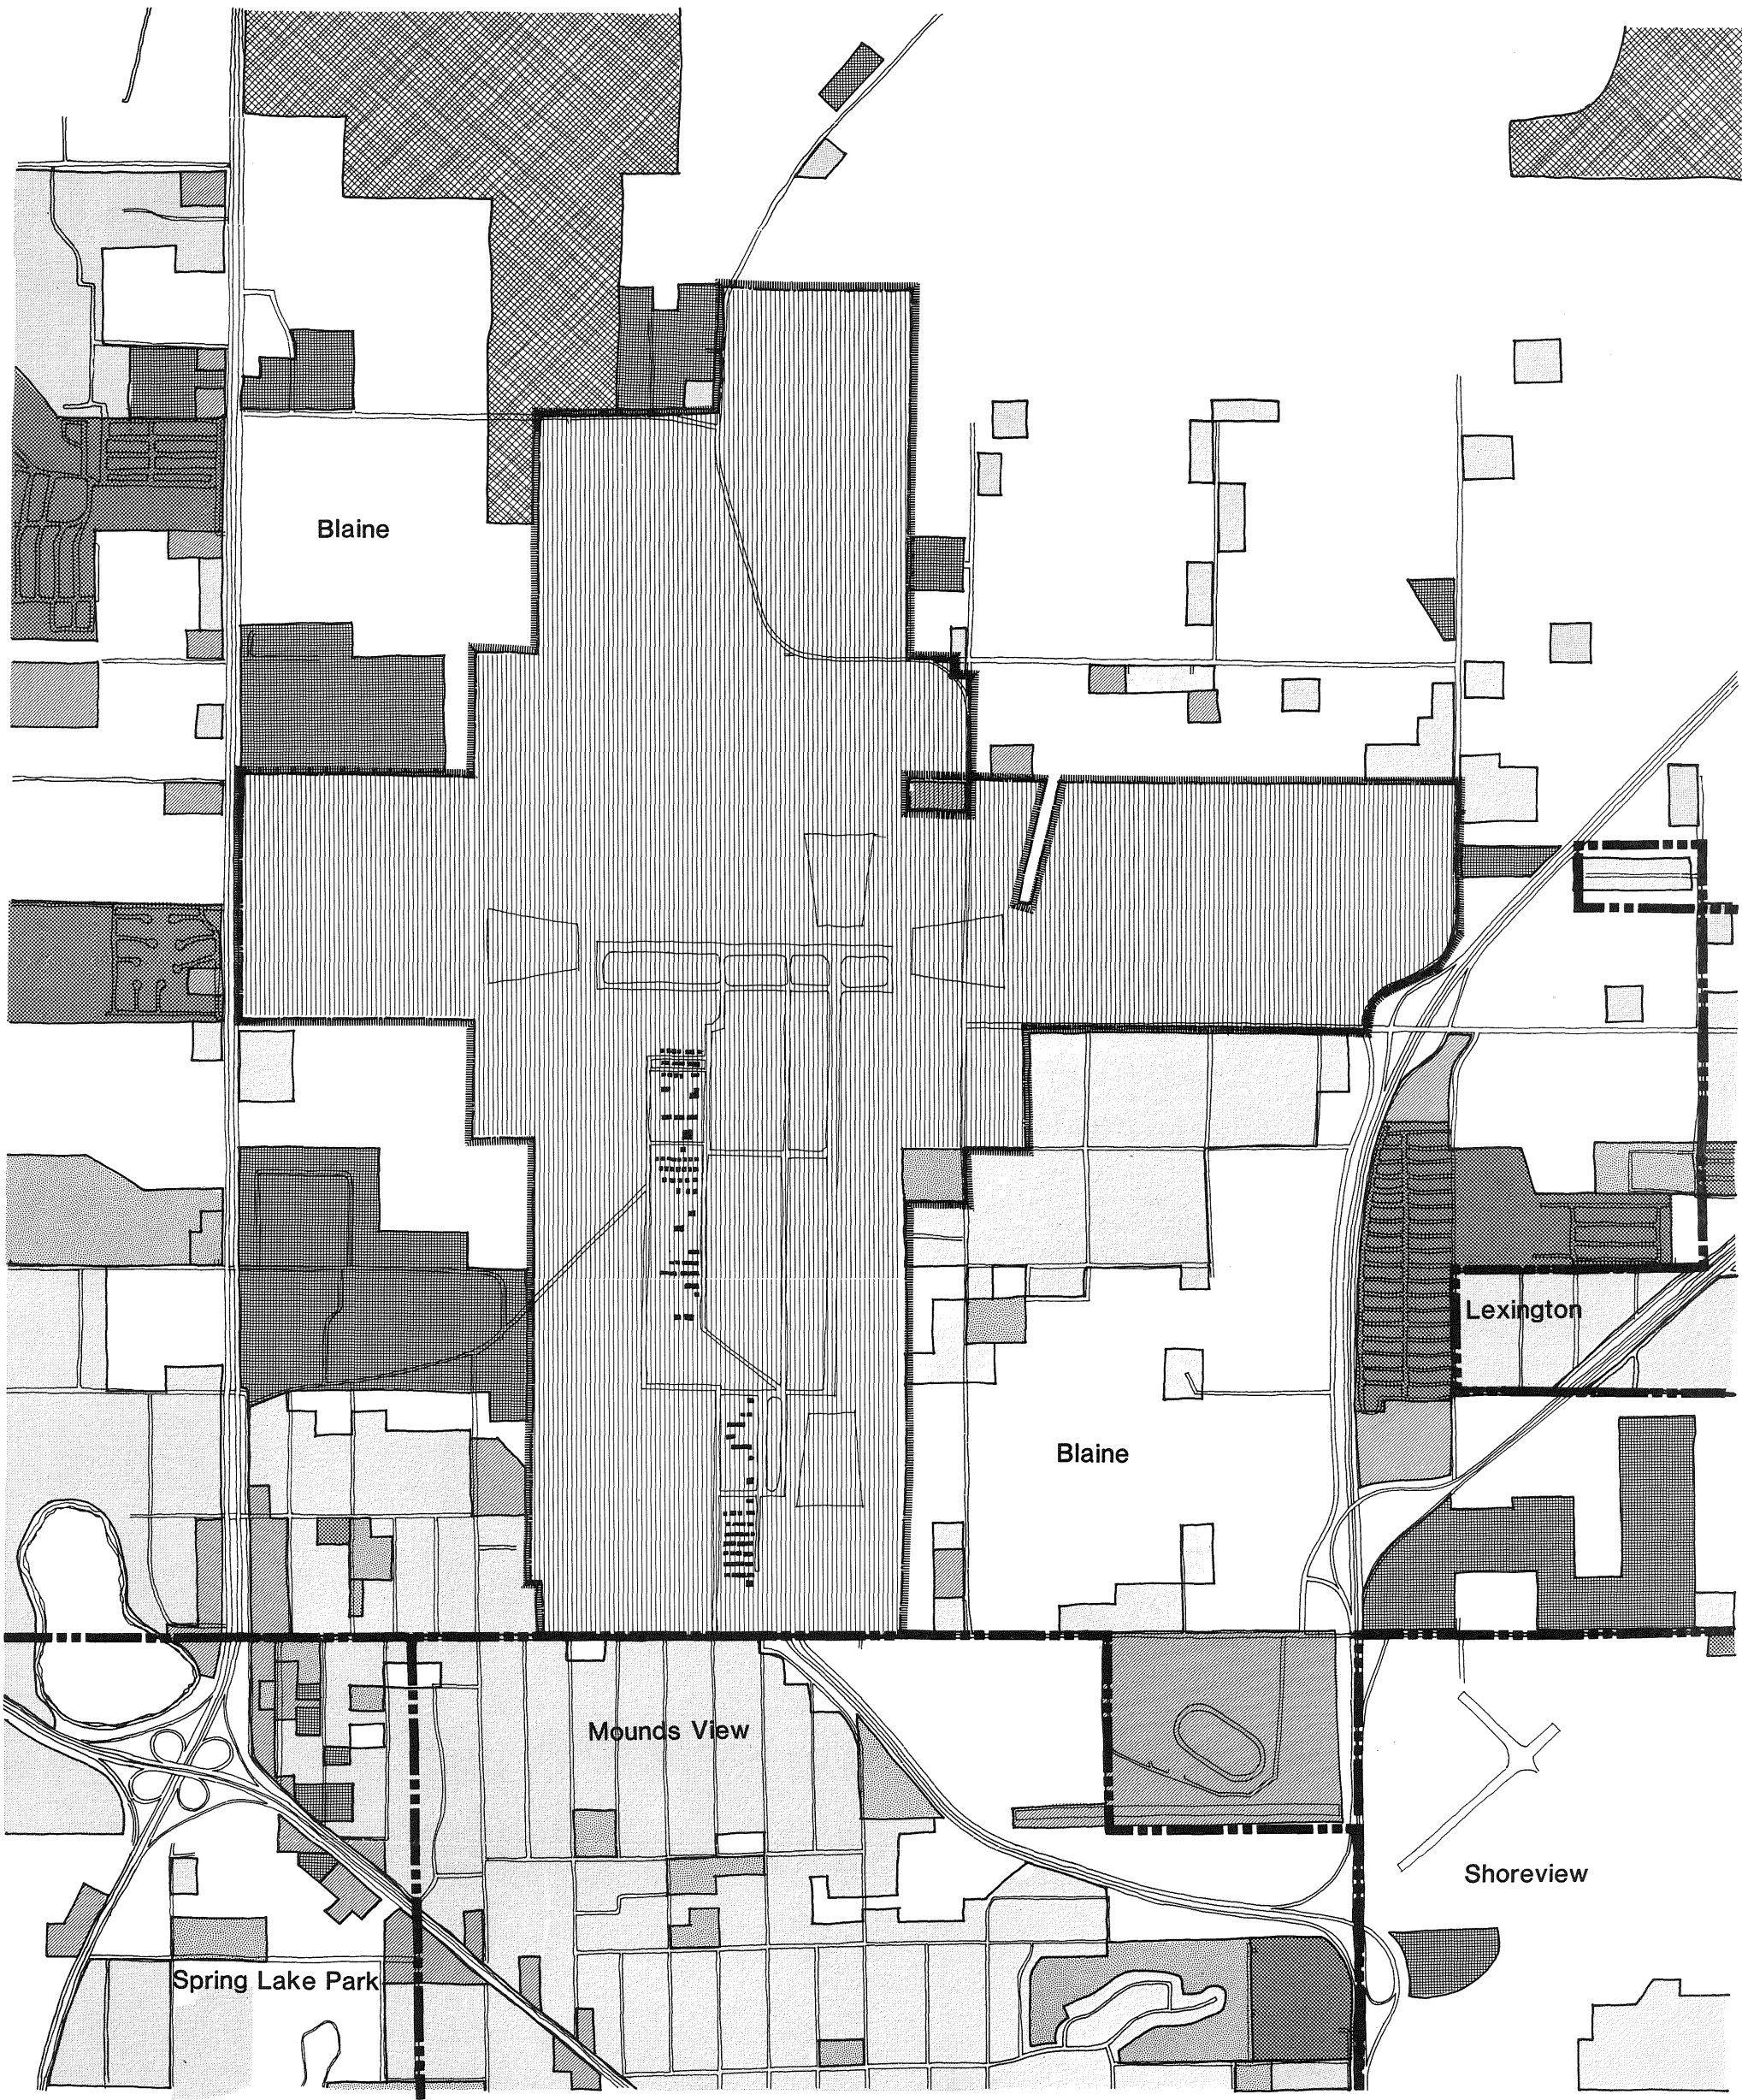 Blaine
Lexington
Blaine
Mounds View
Shoreview
Spring Lake Park